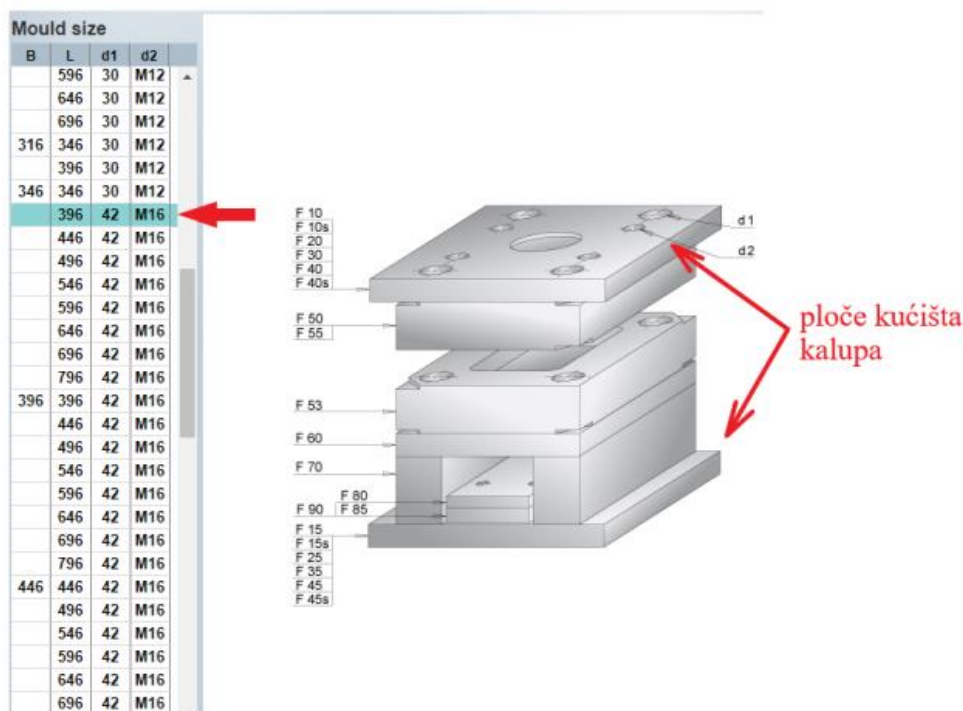 Mould size
B L d1 d2
596 30 M12
646 30 M12
696 30 M12
316 346 30 M12
396 30 M12
346 346 30 M12
396 42 M16
446 42 M16
496 42 M16
546 42 M16
596 42 M16
646 42 M16
696 42 M16
796 42 M16
396 396 42 M16
446 42 M16
496 42 M16
546 42 M16
596 42 M16
646 42 M16
696 42 M16
796 42 M16
446 446 42 M16
496 42 M16
546 42 M16
596 42 M16
646 42 M16
696 42 M16
F 10
F 10s
F 20
F 30
F 40
F 40s
d1
d2
F 50
F 55
ploče kućišta
kalupa
F 53
F 60
F 70
F 80
F 90 F 85
F 15
F 15s
F 25
F 35
F 45
F 45s